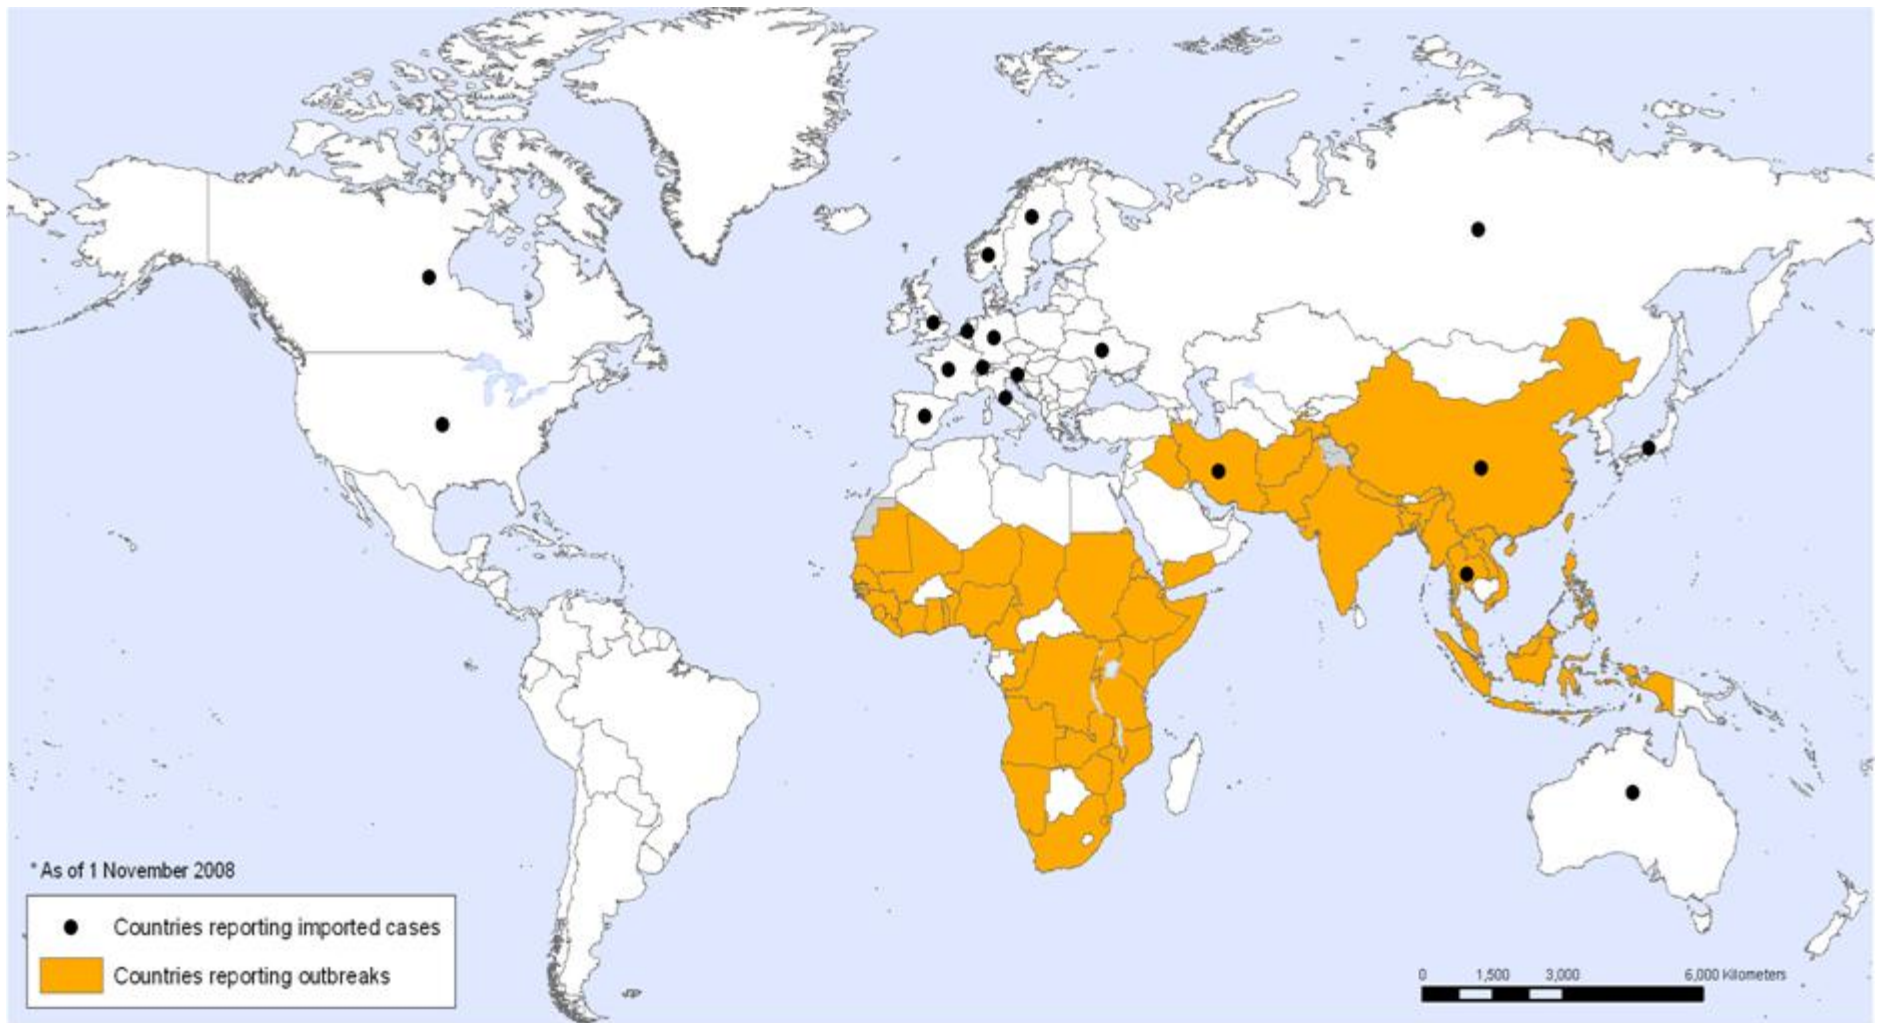 * As of 1 November 2008
Countries reporting imported cases
Countries reporting outbreaks
0 1,500 3,000 6,000 Kilometers